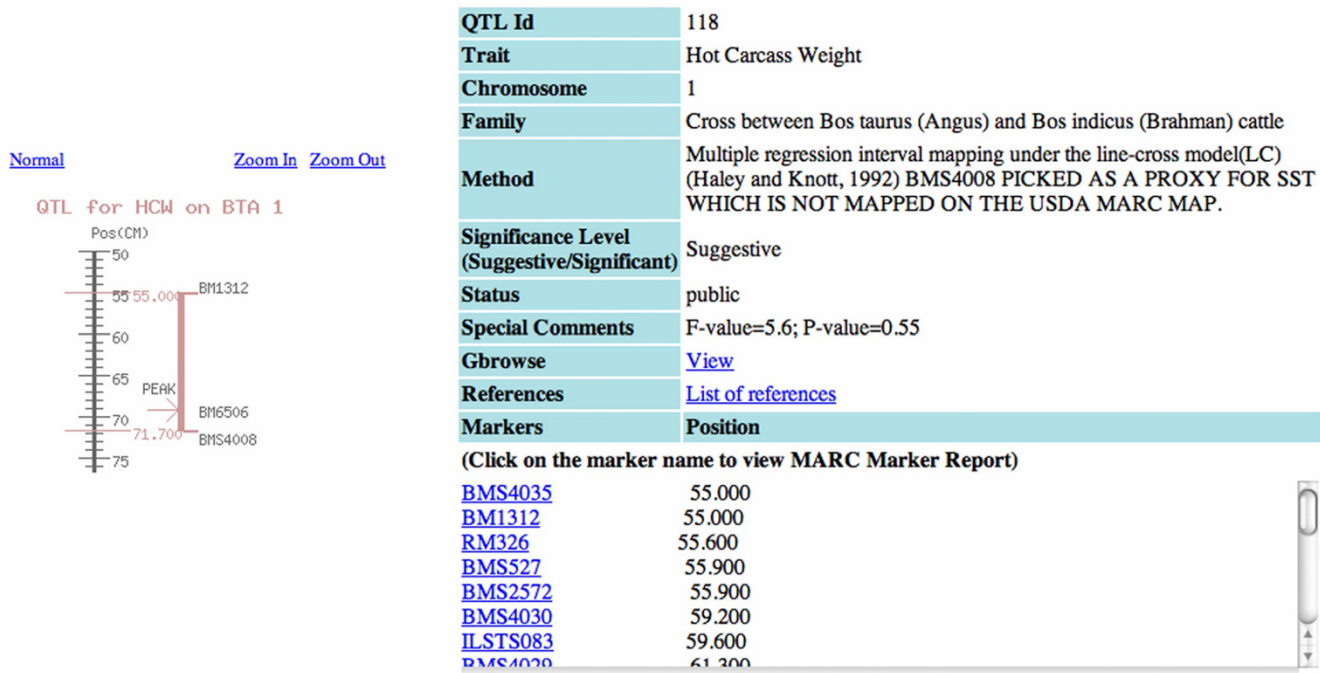 Normal Zoom In Zoom Out
QTL for HCW on BTA 1
Pos(CM)
50
55 55.000 BM1312
60
65
PEAK
70 BM6506
71.700 BMS4008
75
QTL Id 118
Trait Hot Carcass Weight
Chromosome 1
Family Cross between Bos taurus (Angus) and Bos indicus (Brahman) cattle
Method Multiple regression interval mapping under the line-cross model(LC)
(Haley and Knott, 1992) BMS4008 PICKED AS A PROXY FOR SST
WHICH IS NOT MAPPED ON THE USDA MARC MAP.
Significance Level
(Suggestive/Significant) Suggestive
Status public
Special Comments F-value=5.6; P-value=0.55
Gbrowse View
References List of references
Markers Position
(Click on the marker name to view MARC Marker Report)
BMS4035 55.000
BM1312 55.000
RM326 55.600
BMS527 55.900
BMS2572 55.900
BMS4030 59.200
ILSTS083 59.600
BMS4029 61.300